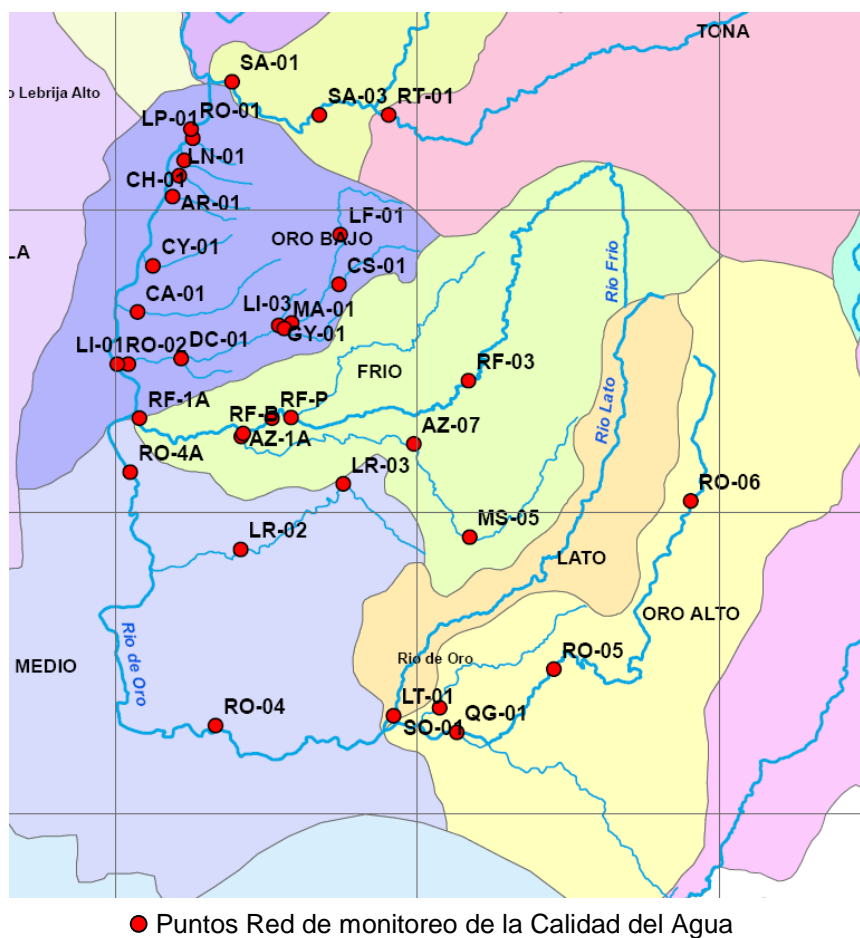 TONA
SA-01
o Lebrija Alto
SA-03
RT-01
RO-01
LP-01
LN-01
CH-01
AR-01
LF-01
ORO BAJO
CY-01
LA
CS-01
Rio Frio
CA-01
LI-03
MA-01
GY-01
LI-01
RO-02
DC-01
RF-03
FRIO
RF-1A
RF-B
RF-P
AZ-1A
AZ-07
Rio Lato
RO-4A
LR-03
RO-06
MS-05
LR-02
LATO
ORO ALTO
Rio de Oro
Rio de Oro
MEDIO
RO-05
LT-01
RO-04
SO-01
QG-01
Puntos Red de monitoreo de la Calidad del Agua